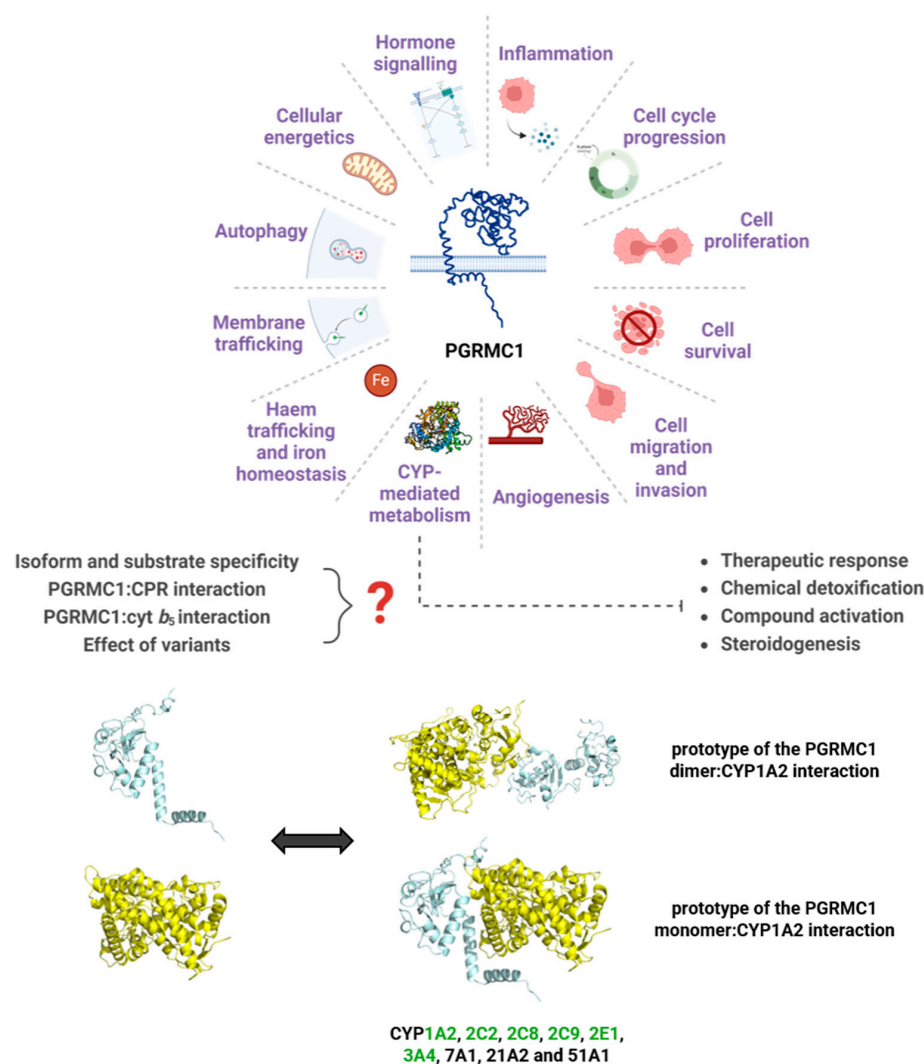 Hormone
signalling
Inflammation
Cellular
energetics
Cell cycle
progression
Autophagy
Cell
proliferation
Membrane
trafficking
PGRMC1
Cell
survival
Fe
Haem
trafficking
and iron
homeostasis
CYP-
mediated
metabolism
Angiogenesis
Cell
migration
and
invasion
Isoform and substrate specificity
PGRMC1:CPR interaction
PGRMC1:cyt b₅ interaction
Effect of variants
?
• Therapeutic response
• Chemical detoxification
• Compound activation
• Steroidogenesis
prototype of the PGRMC1
dimer:CYP1A2 interaction
prototype of the PGRMC1
monomer:CYP1A2 interaction
CYP1A2, 2C2, 2C8, 2C9, 2E1,
3A4, 7A1, 21A2 and 51A1